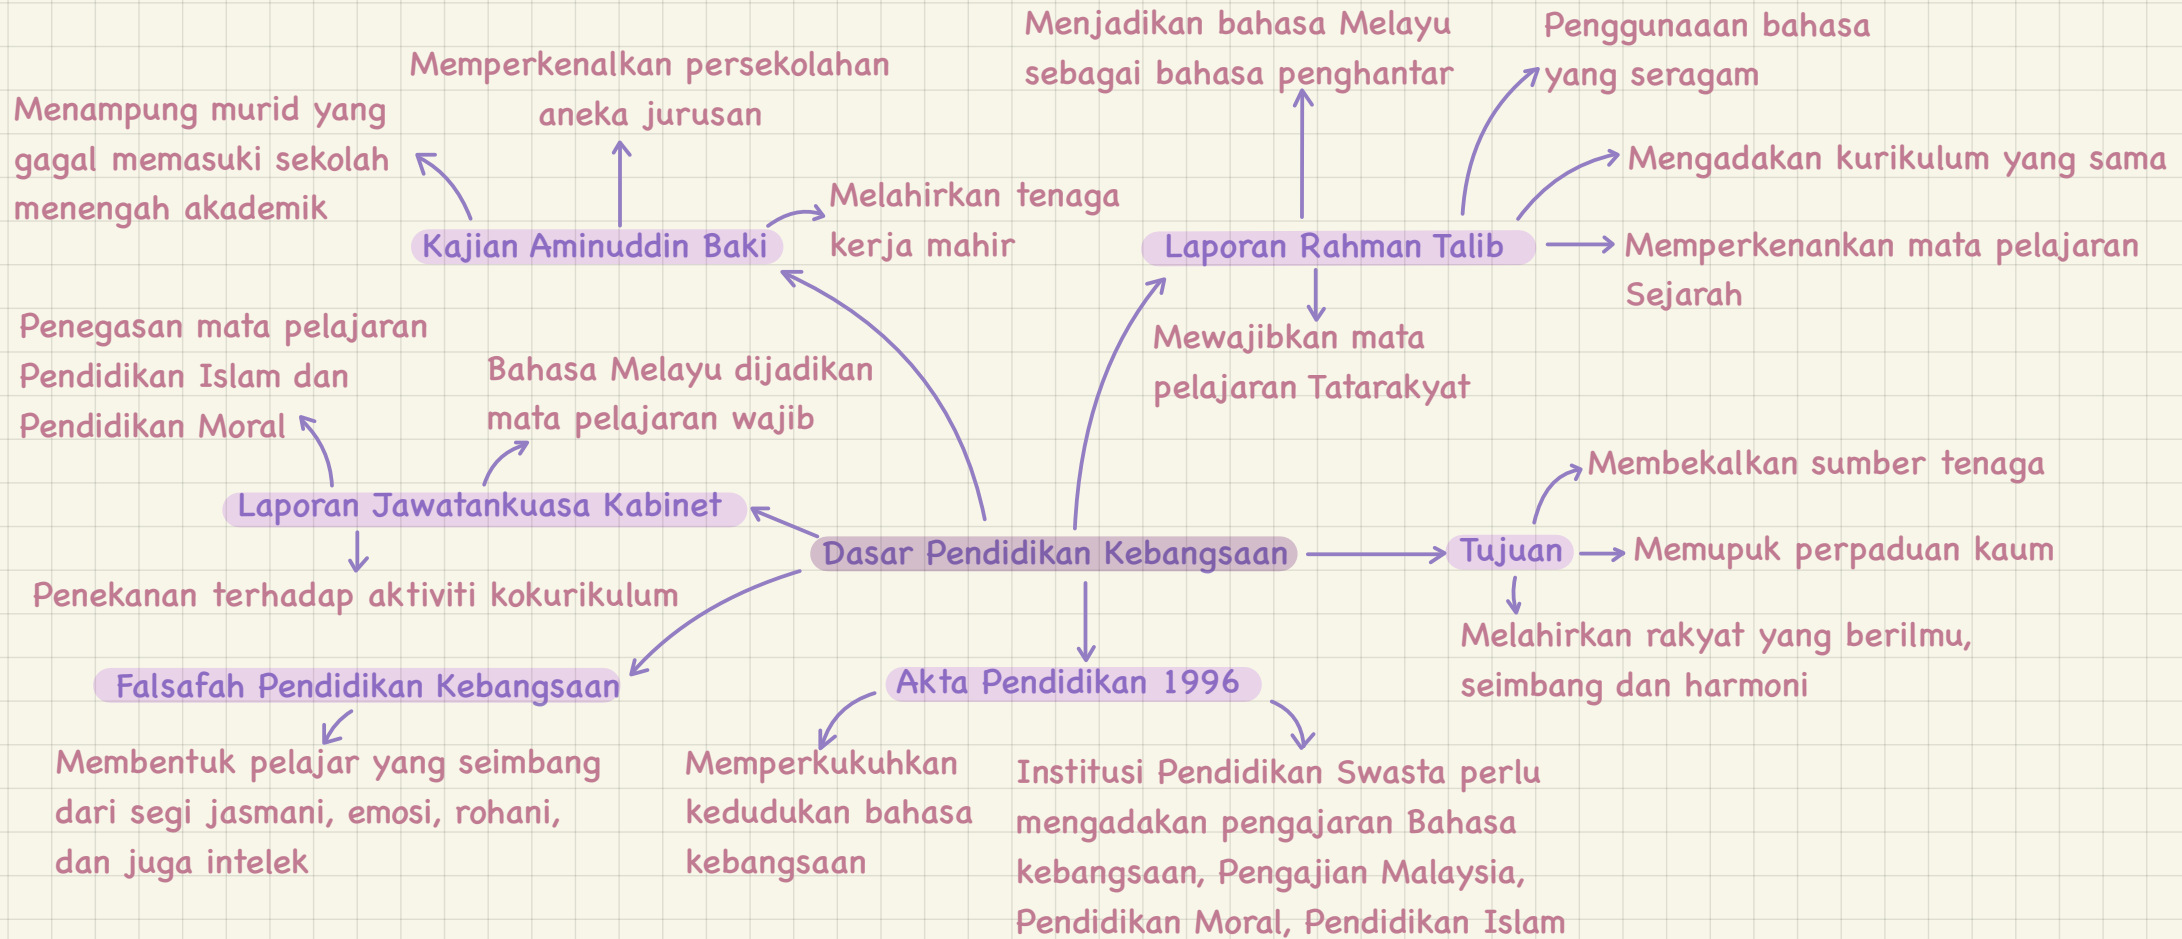 Menjadikan bahasa Melayu
sebagai bahasa penghantar
Penggunaaan bahasa
yang seragam
Memperkenalkan persekolahan
aneka jurusan
Menampung murid yang
gagal memasuki sekolah
menengah akademik
Mengadakan kurikulum yang sama
Melahirkan tenaga
kerja mahir
Kajian Aminuddin Baki
Laporan Rahman Talib
Memperkenankan mata pelajaran
Sejarah
Mewajibkan mata
pelajaran Tatarakyat
Penegasan mata pelajaran
Pendidikan Islam dan
Pendidikan Moral
Bahasa Melayu dijadikan
mata pelajaran wajib
Laporan Jawatankuasa Kabinet
Penekanan terhadap aktiviti kokurikulum
Dasar Pendidikan Kebangsaan
Tujuan
Membekalkan sumber tenaga
Memupuk perpaduan kaum
Melahirkan rakyat yang berilmu,
seimbang dan harmoni
Falsafah Pendidikan Kebangsaan
Membentuk pelajar yang seimbang
dari segi jasmani, emosi, rohani,
dan juga intelek
Akta Pendidikan 1996
Memperkukuhkan
kedudukan bahasa
kebangsaan
Institusi Pendidikan Swasta perlu
mengadakan pengajaran Bahasa
kebangsaan, Pengajian Malaysia,
Pendidikan Moral, Pendidikan Islam